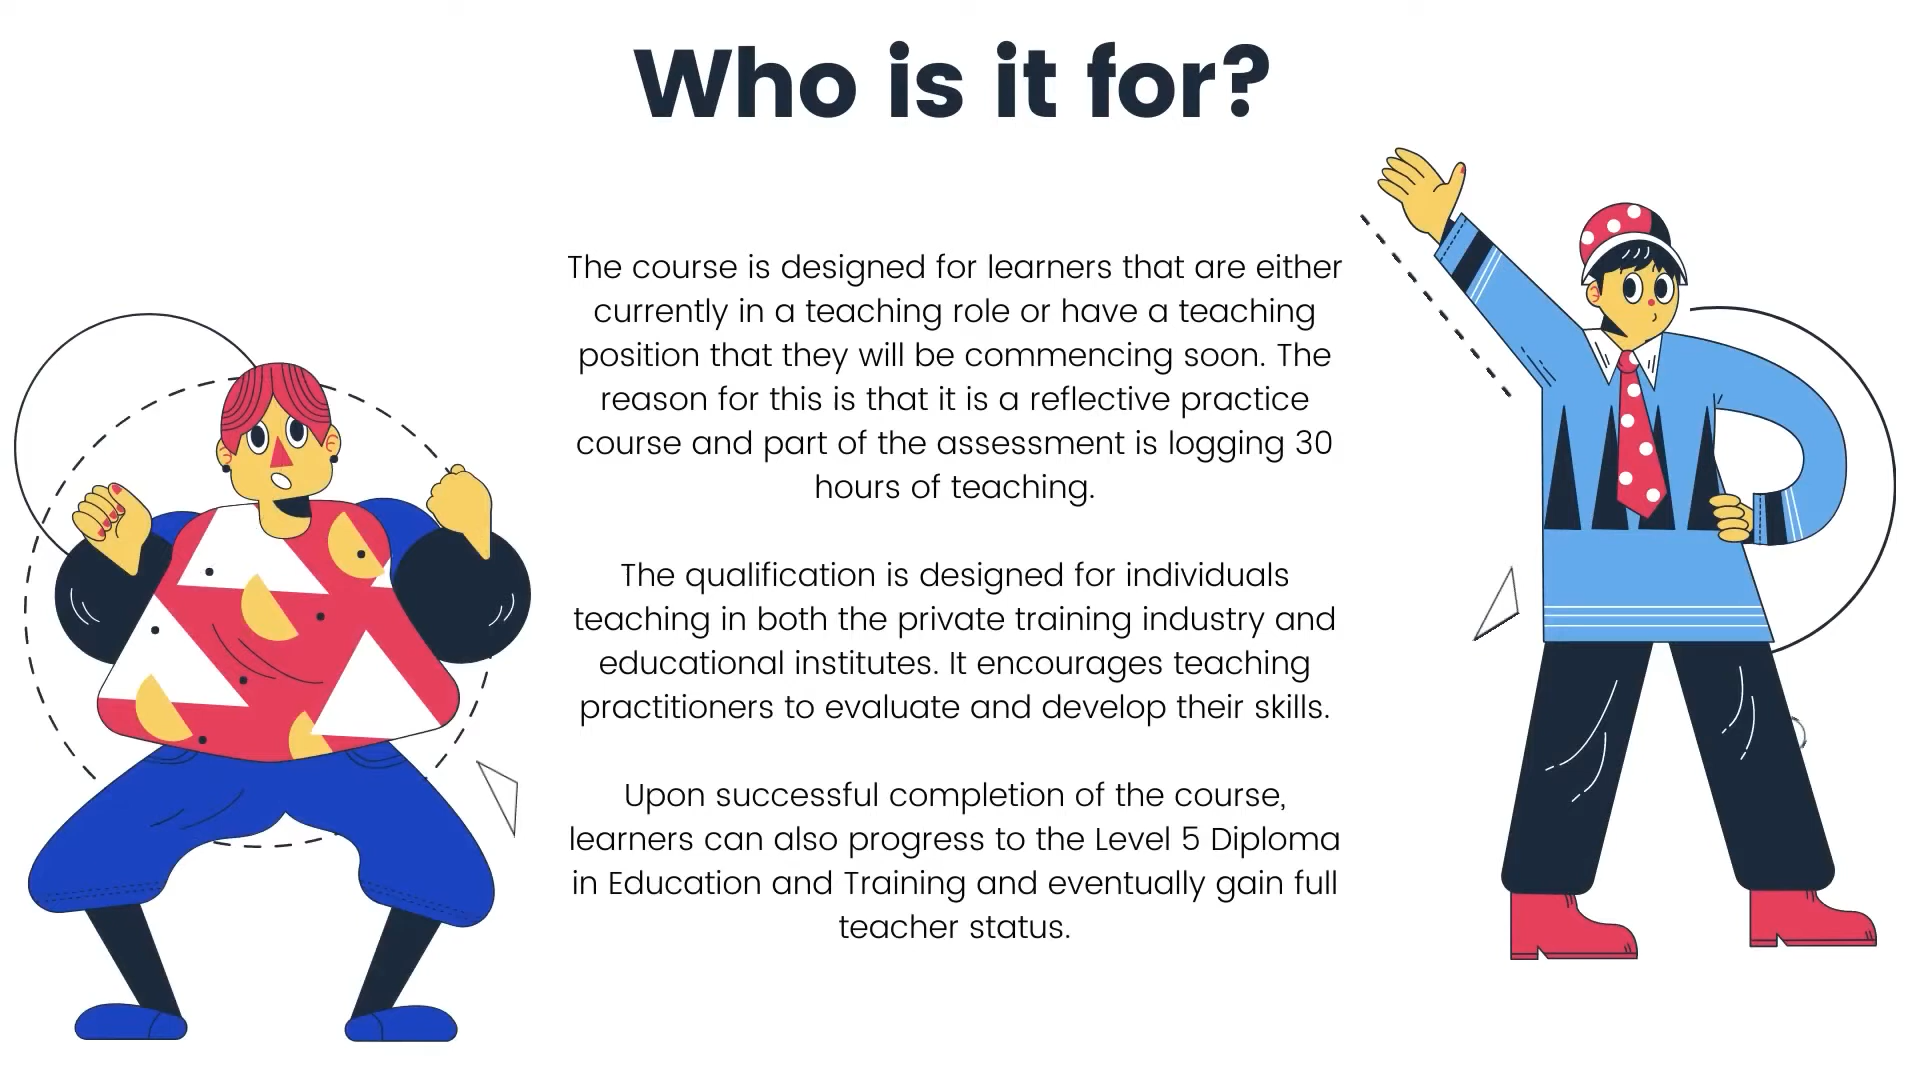 Who is it for?
The course is designed for learners that are either
currently in a teaching role or have a teaching
position that they will be commencing soon. The
reason for this is that it is a reflective practice
course and part of the assessment is logging 30
hours of teaching.
The qualification is designed for individuals
teaching in both the private training industry and
educational institutes. It encourages teaching
practitioners to evaluate and develop their skills.
Upon successful completion of the course,
learners can also progress to the Level 5 Diploma
in Education and Training and eventually gain full
teacher status.